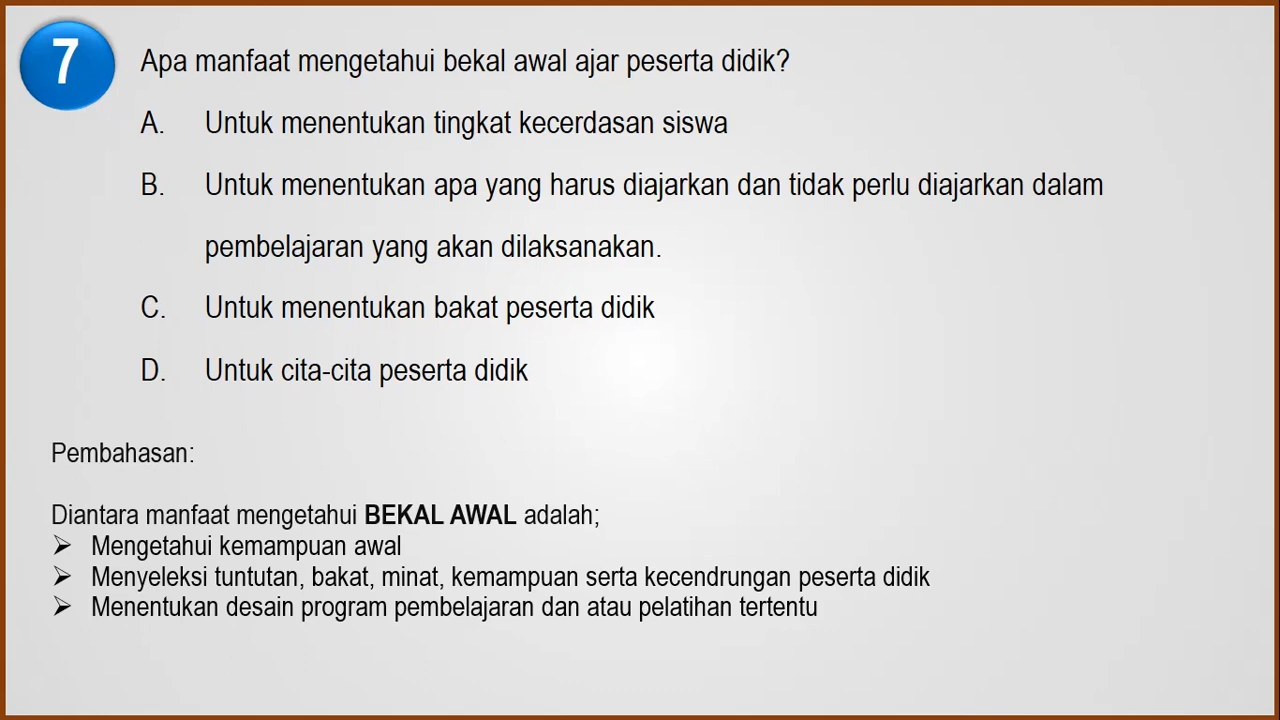 7
Apa manfaat mengetahui bekal awal ajar peserta didik?
A. Untuk menentukan tingkat kecerdasan siswa
B. Untuk menentukan apa yang harus diajarkan dan tidak perlu diajarkan dalam
pembelajaran yang akan dilaksanakan.
C. Untuk menentukan bakat peserta didik
D. Untuk cita-cita peserta didik
Pembahasan:
Diantara manfaat mengetahui BEKAL AWAL adalah;
➢ Mengetahui kemampuan awal
➢ Menyeleksi tuntutan, bakat, minat, kemampuan serta kecendrungan peserta didik
➢ Menentukan desain program pembelajaran dan atau pelatihan tertentu